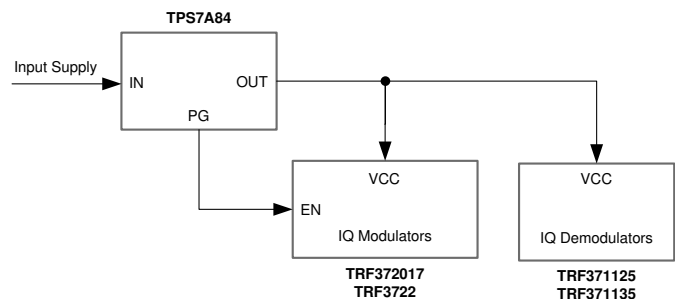 TPS7A84
Input Supply
IN
OUT
PG
VCC
VCC
EN
IQ Modulators
IQ Demodulators
TRF372017
TRF3722
TRF371125
TRF371135